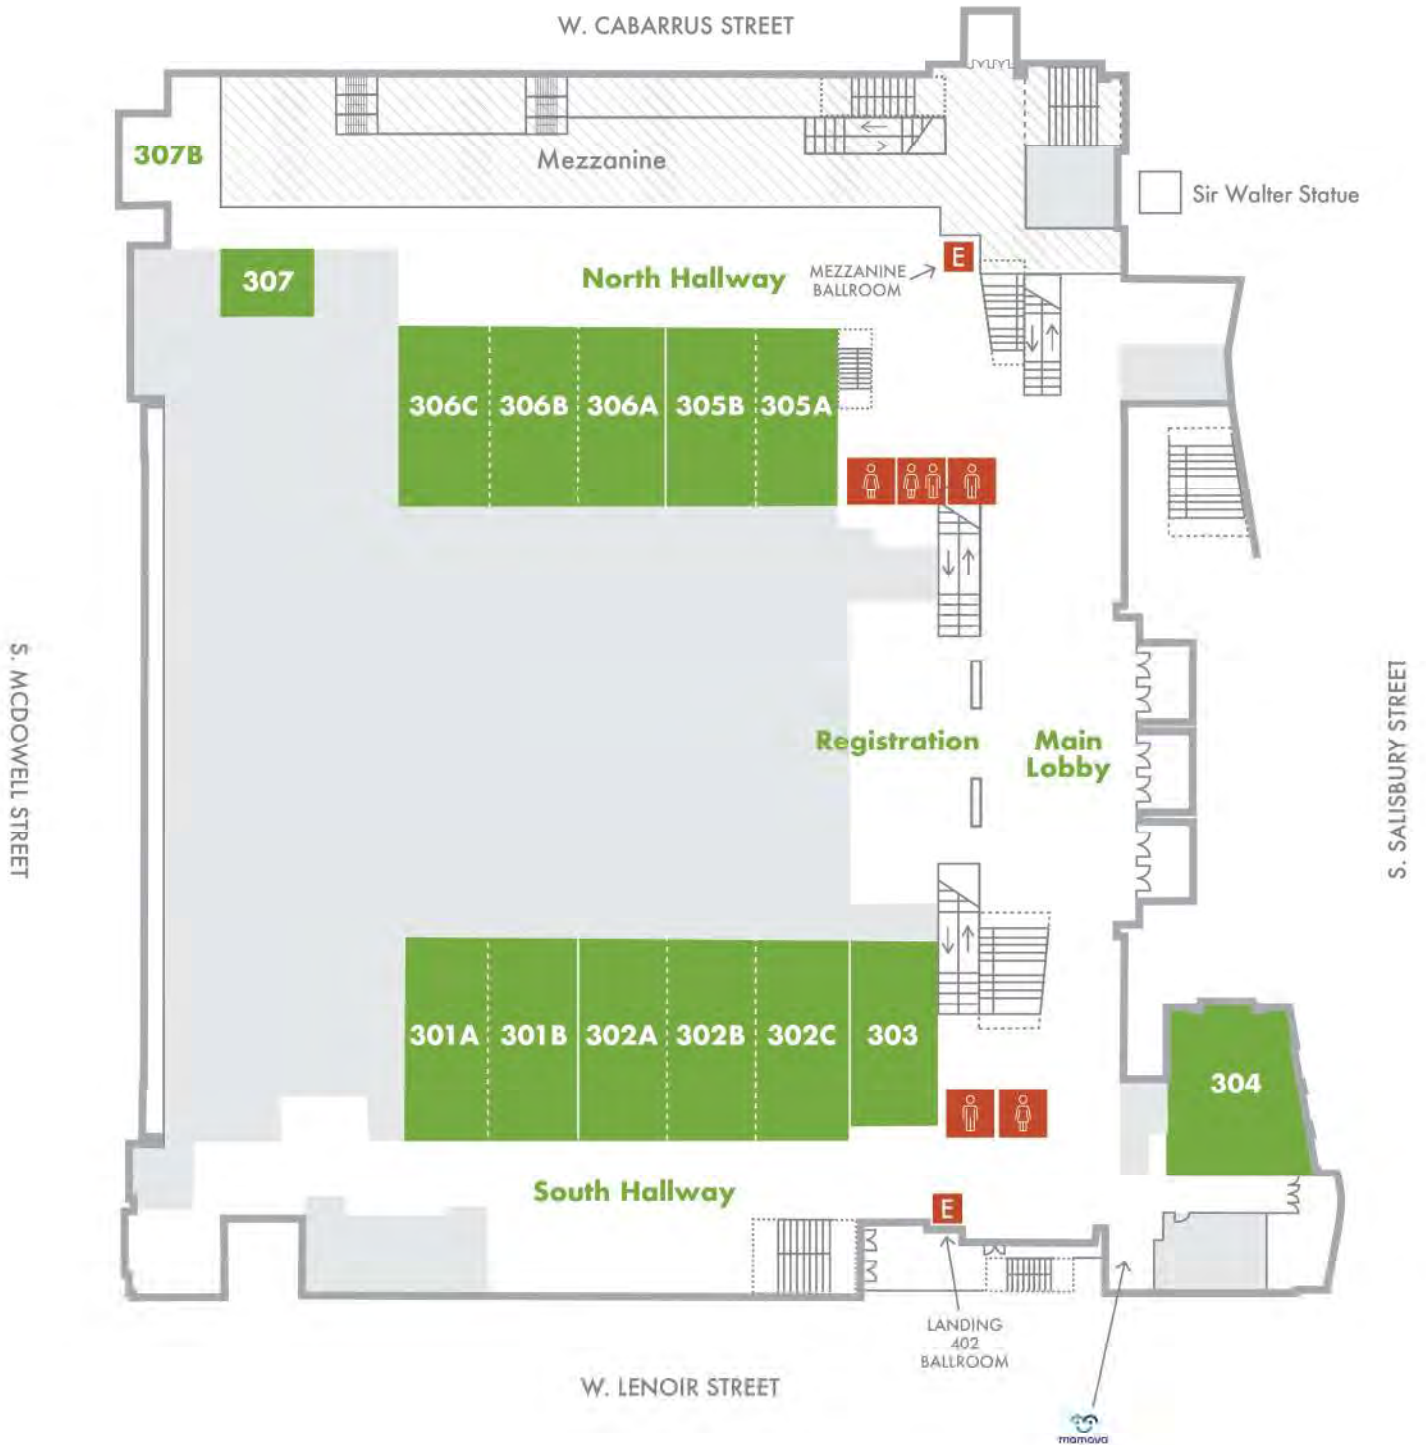 W. CABARRUS STREET
307B
Mezzanine
Sir Walter Statue
307
North Hallway
MEZZANINE
BALLROOM
E
306C
306B
306A
305B
305A
S. MCDOWELL STREET
Registration
Main
Lobby
S. SALISBURY STREET
301A
301B
302A
302B
302C
303
304
South Hallway
E
LANDING
402
BALLROOM
W. LENOIR STREET
mamava